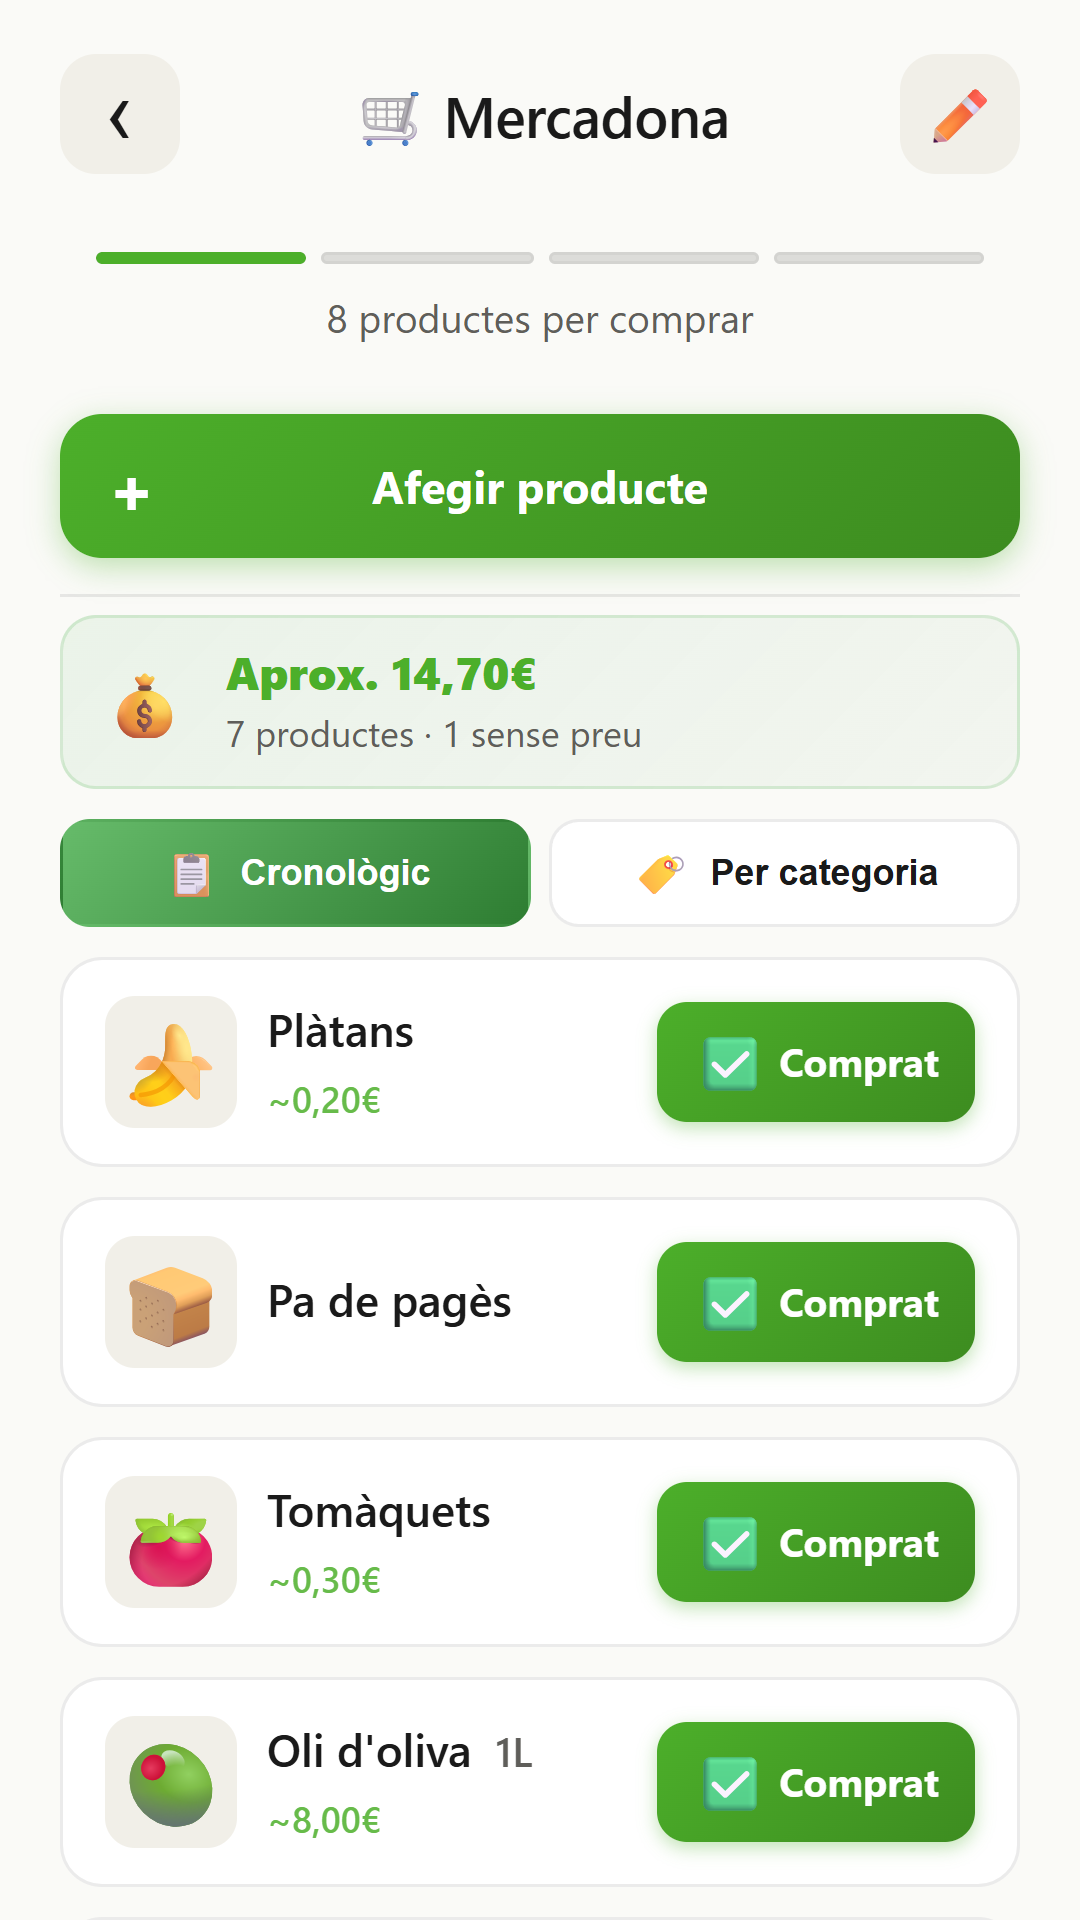 ‹
Mercadona
8 productes per comprar
+ Afegir producte
Aprox. 14,70€
7 productes · 1 sense preu
Cronològic
Per categoria
Plàtans
~0,20€
Comprat
Pa de pagès
Comprat
Tomàquets
~0,30€
Comprat
Oli d'oliva 1L
~8,00€
Comprat